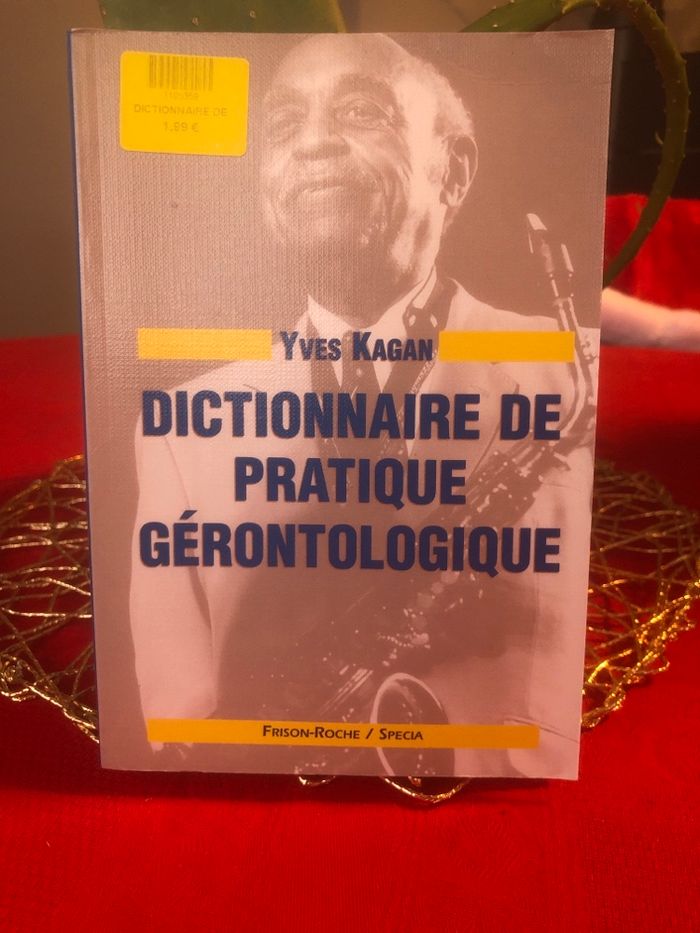 DICTIONNAIRE DE
1,99 €
YVES KAGAN
DICTIONNAIRE DE
PRATIQUE
GÉRONTOLOGIQUE
FRISON-ROCHE / SPECIA